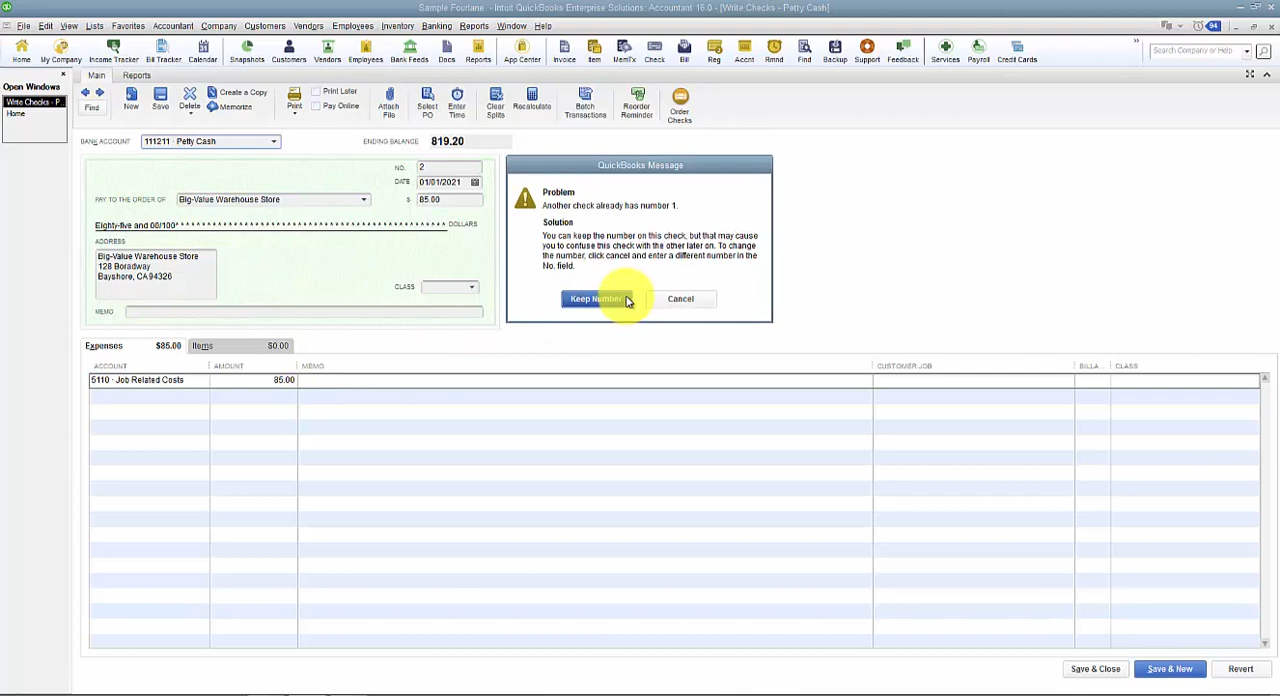 Sample Fourlane - Intuit QuickBooks Enterprise Solutions: Accountant 16.0 - [Write Checks - Petty Cash]
File Edit View Lists Favorites Accountant Company Customers Vendors Employees Inventory Banking Reports Window Help 94
Home My Company Income Tracker Bill Tracker Calendar Snapshots Customers Vendors Employees Bank Feeds Docs Reports App Center Invoice Item MemTx Check Bill Reg Accnt Rmnd Find Backup Support Feedback Services Payroll Credit Cards Search Company or Help
Open Windows
Write Checks - P...
Home
Main Reports
Find New Save Delete Create a Copy Memorize Print Print Later Pay Online Attach File Select PO Enter Time Clear Splits Recalculate Batch Transactions Reorder Reminder Order Checks
BANK ACCOUNT 111211 · Petty Cash ENDING BALANCE 819.20
NO. 2
DATE 01/01/2021
PAY TO THE ORDER OF Big-Value Warehouse Store $ 85.00
Eighty-five and 00/100* * * * * * * * * * * * * * * * * * * * * * * * * * * * * * * * * * * * * * * * * * * DOLLARS
ADDRESS
Big-Value Warehouse Store
128 Boradway
Bayshore, CA 94326
CLASS
MEMO
QuickBooks Message
Problem
Another check already has number 1.
Solution
You can keep the number on this check, but that may cause
you to confuse this check with the other later on. To change
the number, click cancel and enter a different number in the
No. field.
Keep Number Cancel
Expenses $85.00 Items $0.00
ACCOUNT AMOUNT MEMO CUSTOMER:JOB BILLA... CLASS
5110 · Job Related Costs 85.00
Save & Close Save & New Revert